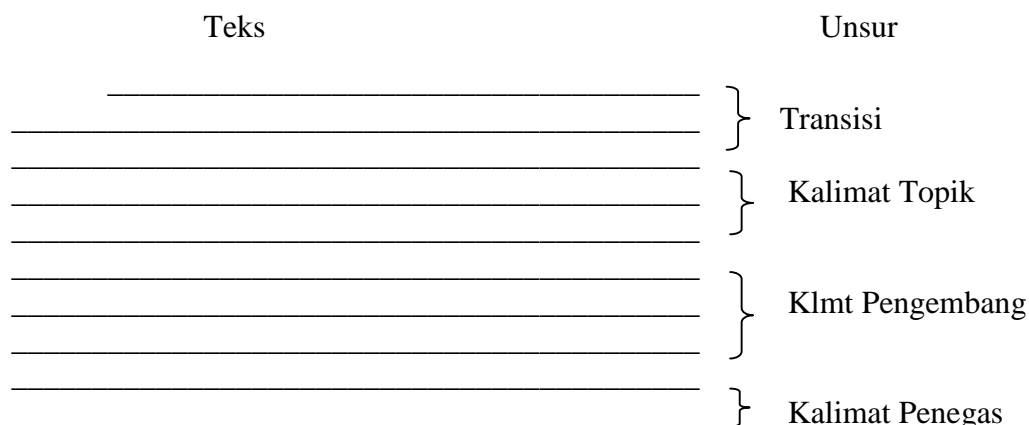 Teks Unsur
Transisi
Kalimat Topik
Klmt Pengembang
Kalimat Penegas